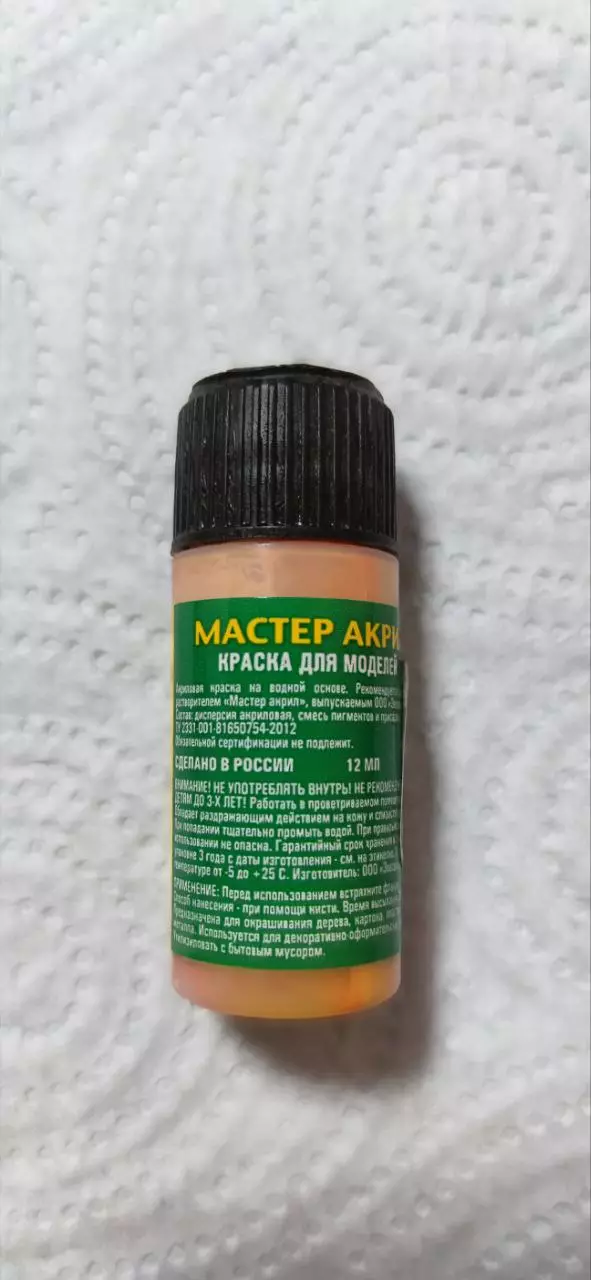 МАСТЕР АКРИ
КРАСКА ДЛЯ МОДЕЛЕЙ
Акриловая краска на водной основе.
растворителем «Мастер акрил», выпускаемым ООО
Состав: дисперсия акриловая, смесь пигментов и
ТУ 2331-001-81650754-2012
Обязательной сертификации не подлежит.
СДЕЛАНО В РОССИИ 12 МЛ
ВНИМАНИЕ! НЕ УПОТРЕБЛЯТЬ ВНУТРЬ! НЕ
ДЕТЯМ ДО 3-Х ЛЕТ! Работать в проветриваемом
Обладает раздражающим действием на кожу и
При попадании тщательно промыть водой. При
использовании не опасна. Гарантийный срок хранения в
упаковке 3 года с даты изготовления - см. на
температуре от -5 до +25 С. Изготовитель: ООО
ПРИМЕНЕНИЕ: Перед использованием встряхните
Способ нанесения - при помощи кисти. Время
Предназначена для окрашивания дерева, картона,
металла. Используется для декоративно-оформительс
Утилизировать с бытовым мусором.